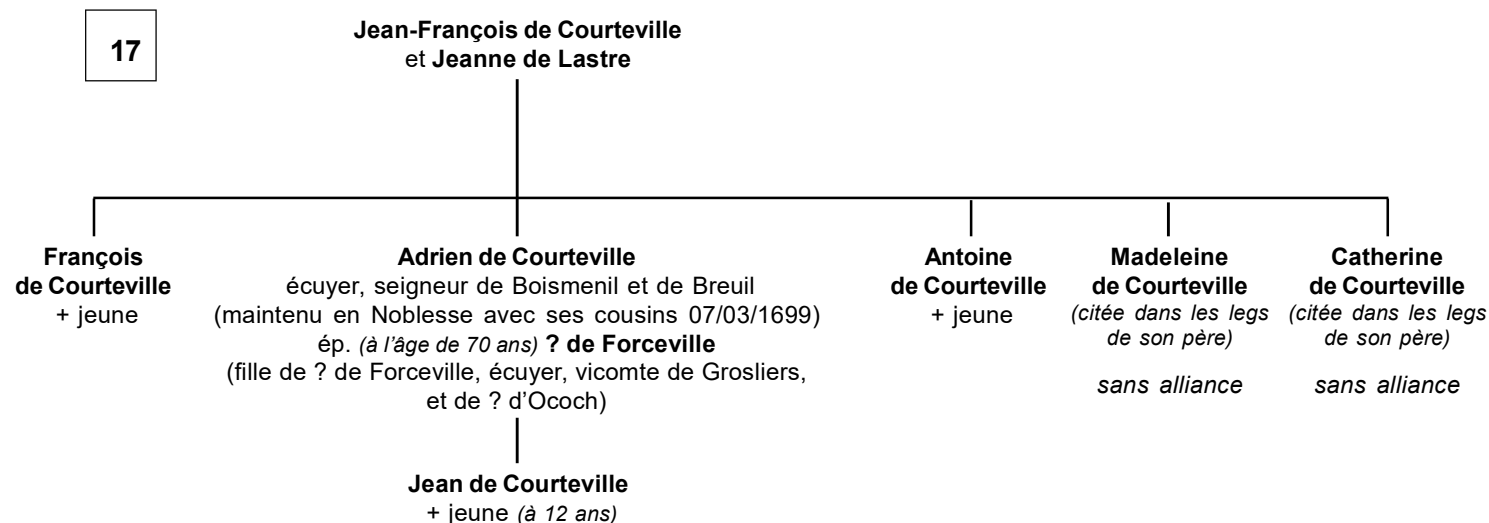 17
Jean-François de Courteville
et Jeanne de Lastre
François
de Courteville
+ jeune
Adrien de Courteville
écuyer, seigneur de Boismenil et de Breuil
(maintenu en Noblesse avec ses cousins 07/03/1699)
ép. (à l’âge de 70 ans) ? de Forceville
(fille de ? de Forceville, écuyer, vicomte de Grosliers,
et de ? d’Ococh)
Antoine
de Courteville
+ jeune
Madeleine
de Courteville
(citée dans les legs
de son père)
sans alliance
Catherine
de Courteville
(citée dans les legs
de son père)
sans alliance
Jean de Courteville
+ jeune (à 12 ans)